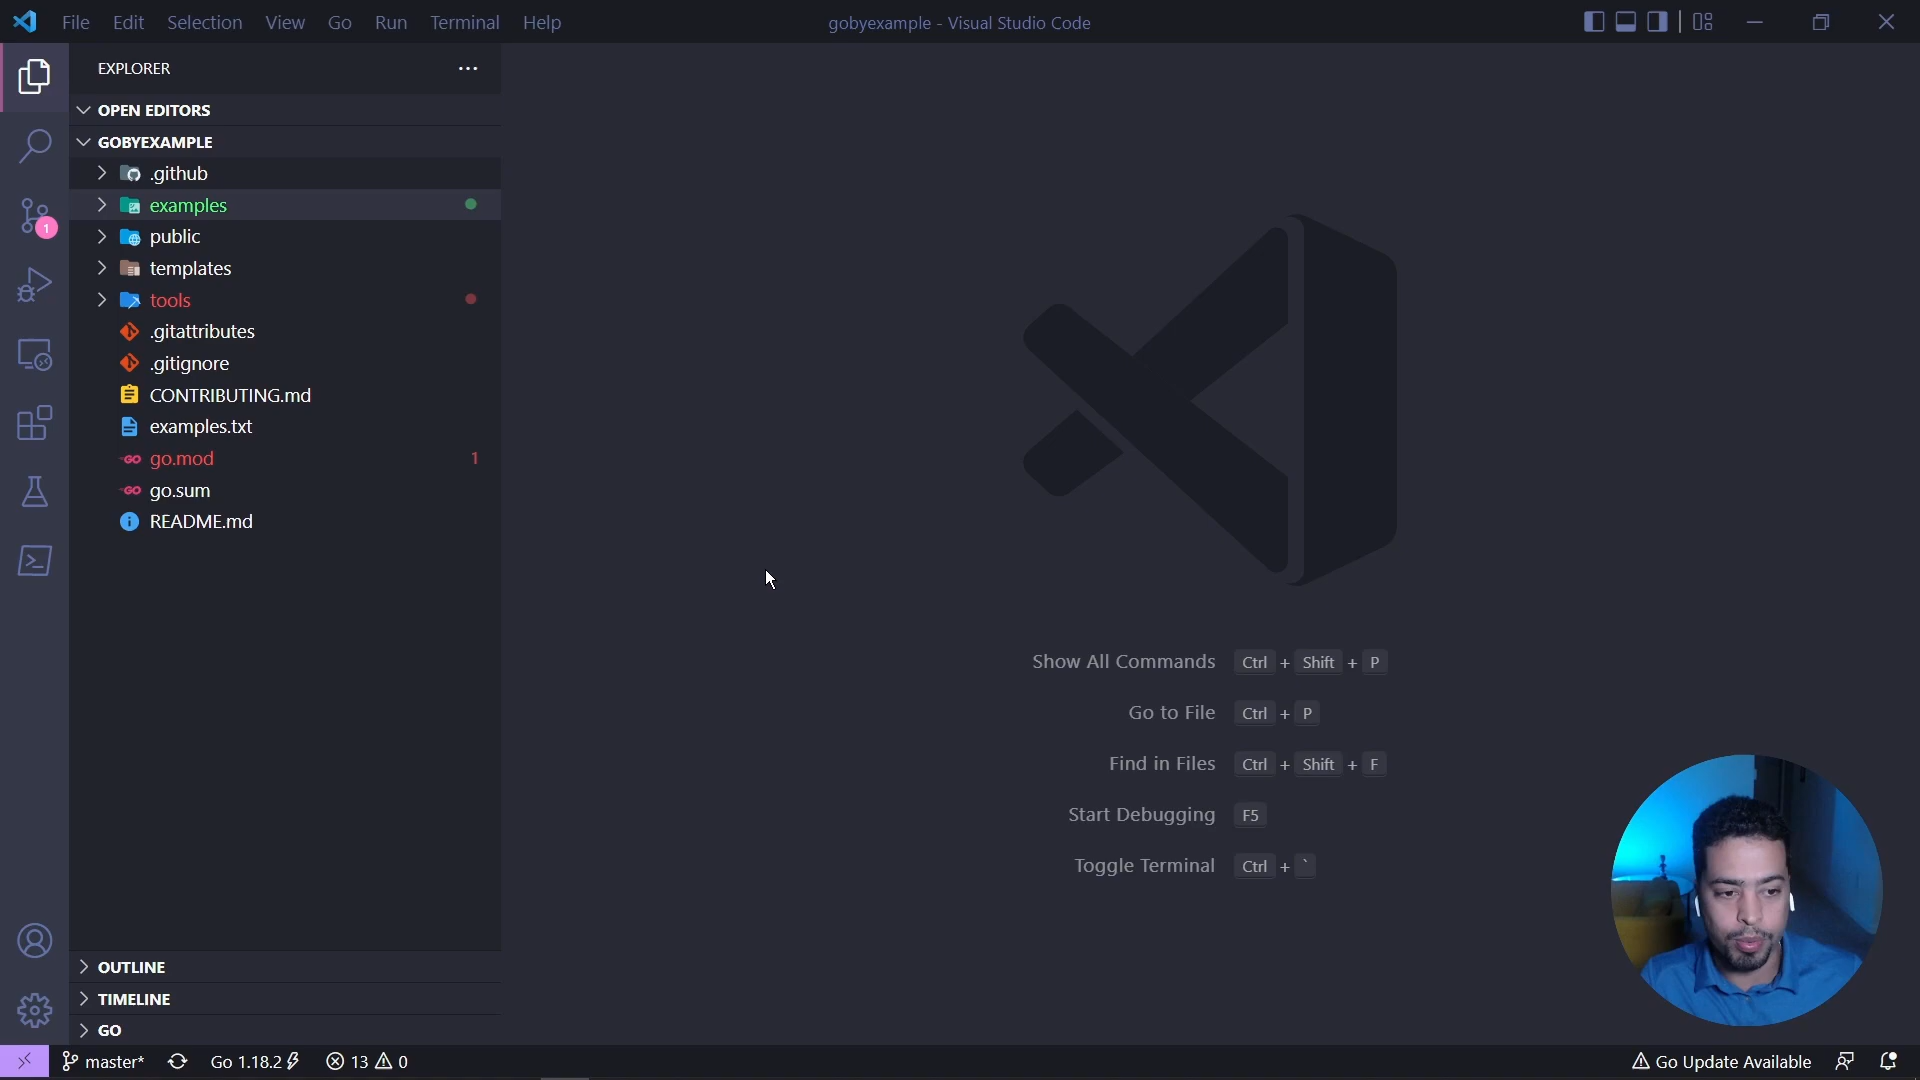 File Edit Selection View Go Run Terminal Help
gobyexample - Visual Studio Code
EXPLORER
OPEN EDITORS
GOBYEXAMPLE
.github
examples
public
templates
tools
.gitattributes
.gitignore
CONTRIBUTING.md
examples.txt
GO go.mod 1
GO go.sum
README.md
1
Show All Commands Ctrl + Shift + P
Go to File Ctrl + P
Find in Files Ctrl + Shift + F
Start Debugging F5
Toggle Terminal Ctrl + `
OUTLINE
TIMELINE
GO
master* Go 1.18.2 13 0 Go Update Available